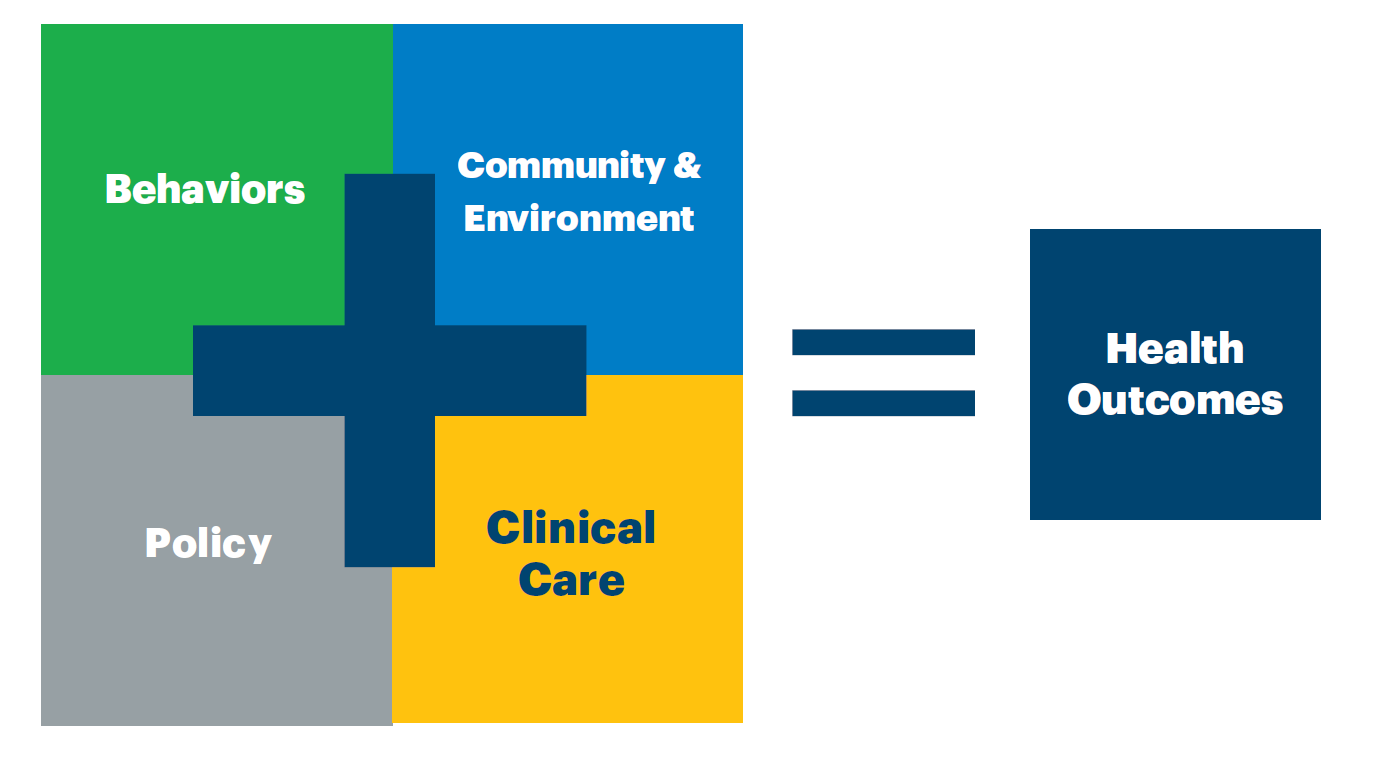 Behaviors
Community &
Environment
Policy
Clinical
Care
Health
Outcomes